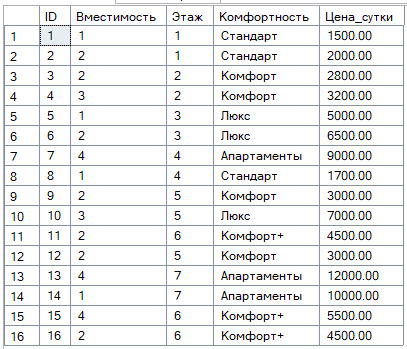 ID Вместимость Этаж Комфортность Цена_сутки
1 1 1 1 Стандарт 1500.00
2 2 2 1 Стандарт 2000.00
3 3 2 2 Комфорт 2800.00
4 4 3 2 Комфорт 3200.00
5 5 1 3 Люкс 5000.00
6 6 2 3 Люкс 6500.00
7 7 4 4 Апартаменты 9000.00
8 8 1 4 Стандарт 1700.00
9 9 2 5 Комфорт 3000.00
10 10 3 5 Люкс 7000.00
11 11 2 6 Комфорт+ 4500.00
12 12 2 5 Комфорт 3000.00
13 13 4 7 Апартаменты 12000.00
14 14 1 7 Апартаменты 10000.00
15 15 4 6 Комфорт+ 5500.00
16 16 2 6 Комфорт+ 4500.00